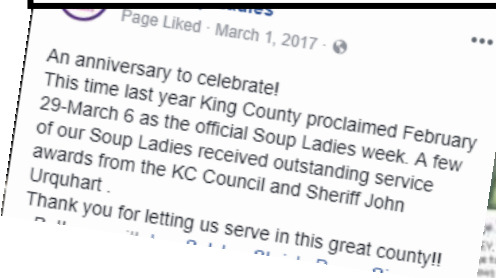 Page Liked · March 1, 2017 ·
An anniversary to celebrate!
This time last year King County proclaimed February
29-March 6 as the official Soup Ladies week. A few
of our Soup Ladies received outstanding service
awards from the KC Council and Sheriff John
Urquhart .
Thank you for letting us serve in this great county!!